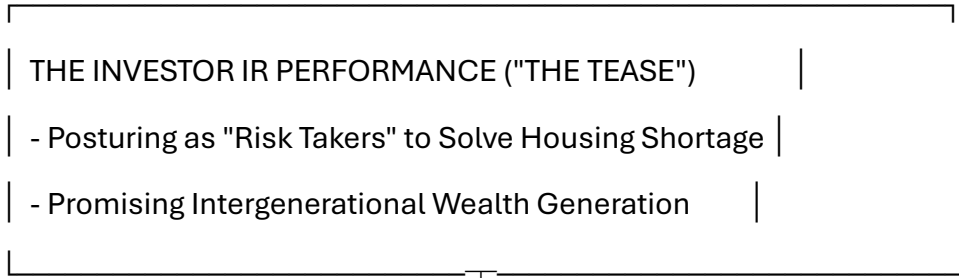 THE INVESTOR IR PERFORMANCE ("THE TEASE")
- Posturing as "Risk Takers" to Solve Housing Shortage
- Promising Intergenerational Wealth Generation